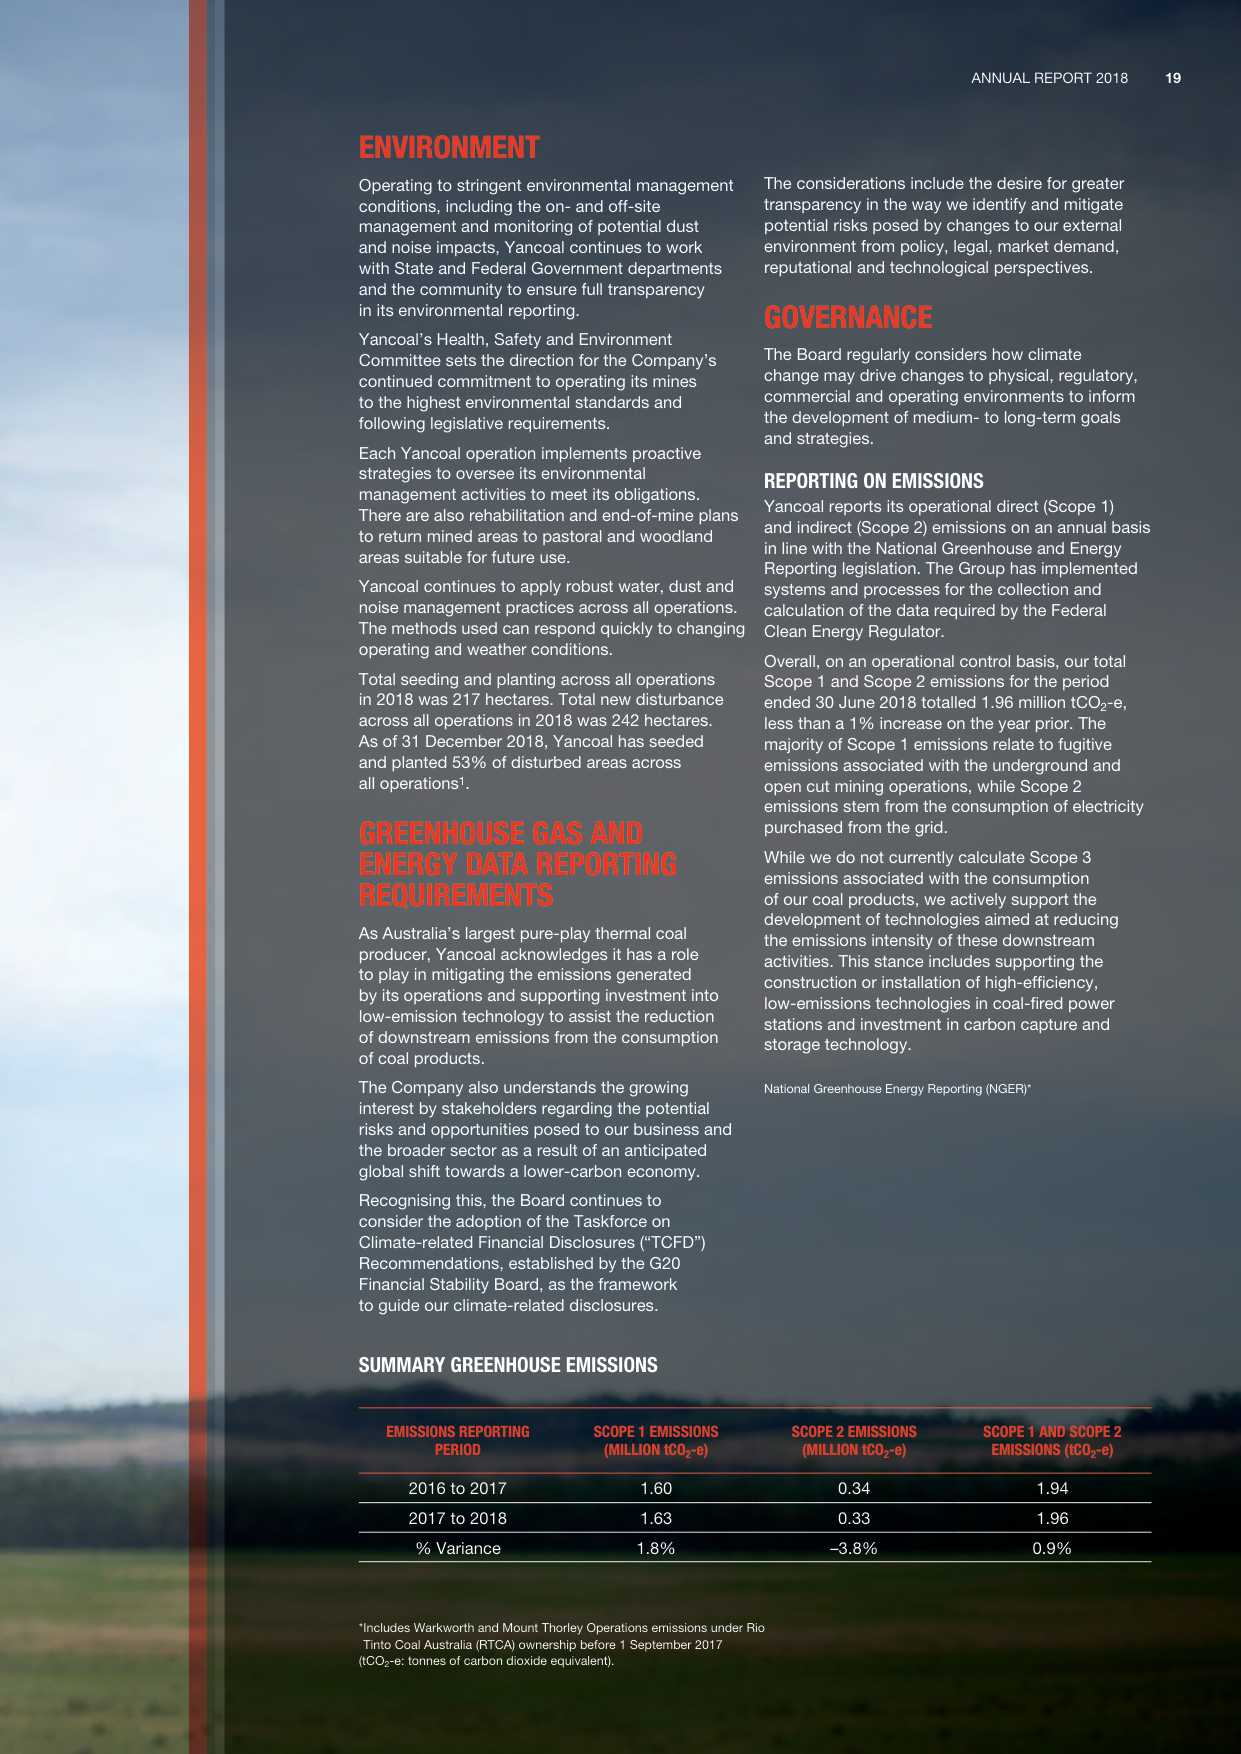 ANNUAL REPORT 2018 19
ENVIRONMENT
Operating to stringent environmental management
conditions, including the on- and off-site
management and monitoring of potential dust
and noise impacts, Yancoal continues to work
with State and Federal Government departments
and the community to ensure full transparency
in its environmental reporting.
Yancoal’s Health, Safety and Environment
Committee sets the direction for the Company’s
continued commitment to operating its mines
to the highest environmental standards and
following legislative requirements.
Each Yancoal operation implements proactive
strategies to oversee its environmental
management activities to meet its obligations.
There are also rehabilitation and end-of-mine plans
to return mined areas to pastoral and woodland
areas suitable for future use.
Yancoal continues to apply robust water, dust and
noise management practices across all operations.
The methods used can respond quickly to changing
operating and weather conditions.
Total seeding and planting across all operations
in 2018 was 217 hectares. Total new disturbance
across all operations in 2018 was 242 hectares.
As of 31 December 2018, Yancoal has seeded
and planted 53% of disturbed areas across
all operations¹.
GREENHOUSE GAS AND
ENERGY DATA REPORTING
REQUIREMENTS
As Australia’s largest pure-play thermal coal
producer, Yancoal acknowledges it has a role
to play in mitigating the emissions generated
by its operations and supporting investment into
low-emission technology to assist the reduction
of downstream emissions from the consumption
of coal products.
The Company also understands the growing
interest by stakeholders regarding the potential
risks and opportunities posed to our business and
the broader sector as a result of an anticipated
global shift towards a lower-carbon economy.
Recognising this, the Board continues to
consider the adoption of the Taskforce on
Climate-related Financial Disclosures (“TCFD”)
Recommendations, established by the G20
Financial Stability Board, as the framework
to guide our climate-related disclosures.
The considerations include the desire for greater
transparency in the way we identify and mitigate
potential risks posed by changes to our external
environment from policy, legal, market demand,
reputational and technological perspectives.
GOVERNANCE
The Board regularly considers how climate
change may drive changes to physical, regulatory,
commercial and operating environments to inform
the development of medium- to long-term goals
and strategies.
REPORTING ON EMISSIONS
Yancoal reports its operational direct (Scope 1)
and indirect (Scope 2) emissions on an annual basis
in line with the National Greenhouse and Energy
Reporting legislation. The Group has implemented
systems and processes for the collection and
calculation of the data required by the Federal
Clean Energy Regulator.
Overall, on an operational control basis, our total
Scope 1 and Scope 2 emissions for the period
ended 30 June 2018 totalled 1.96 million tCO₂-e,
less than a 1% increase on the year prior. The
majority of Scope 1 emissions relate to fugitive
emissions associated with the underground and
open cut mining operations, while Scope 2
emissions stem from the consumption of electricity
purchased from the grid.
While we do not currently calculate Scope 3
emissions associated with the consumption
of our coal products, we actively support the
development of technologies aimed at reducing
the emissions intensity of these downstream
activities. This stance includes supporting the
construction or installation of high-efficiency,
low-emissions technologies in coal-fired power
stations and investment in carbon capture and
storage technology.
National Greenhouse Energy Reporting (NGER)*
SUMMARY GREENHOUSE EMISSIONS
EMISSIONS REPORTING PERIOD SCOPE 1 EMISSIONS (MILLION tCO₂-e) SCOPE 2 EMISSIONS (MILLION tCO₂-e) SCOPE 1 AND SCOPE 2 EMISSIONS (tCO₂-e)
2016 to 2017 1.60 0.34 1.94
2017 to 2018 1.63 0.33 1.96
% Variance 1.8% –3.8% 0.9%
*Includes Warkworth and Mount Thorley Operations emissions under Rio
Tinto Coal Australia (RTCA) ownership before 1 September 2017
(tCO₂-e: tonnes of carbon dioxide equivalent).